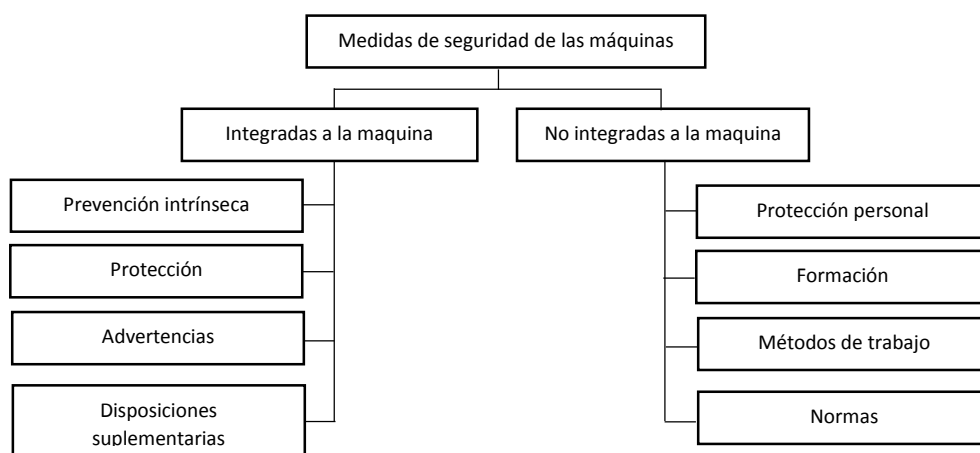 Medidas de seguridad de las máquinas
Integradas a la maquina
No integradas a la maquina
Prevención intrínseca
Protección
Advertencias
Disposiciones
suplementarias
Protección personal
Formación
Métodos de trabajo
Normas